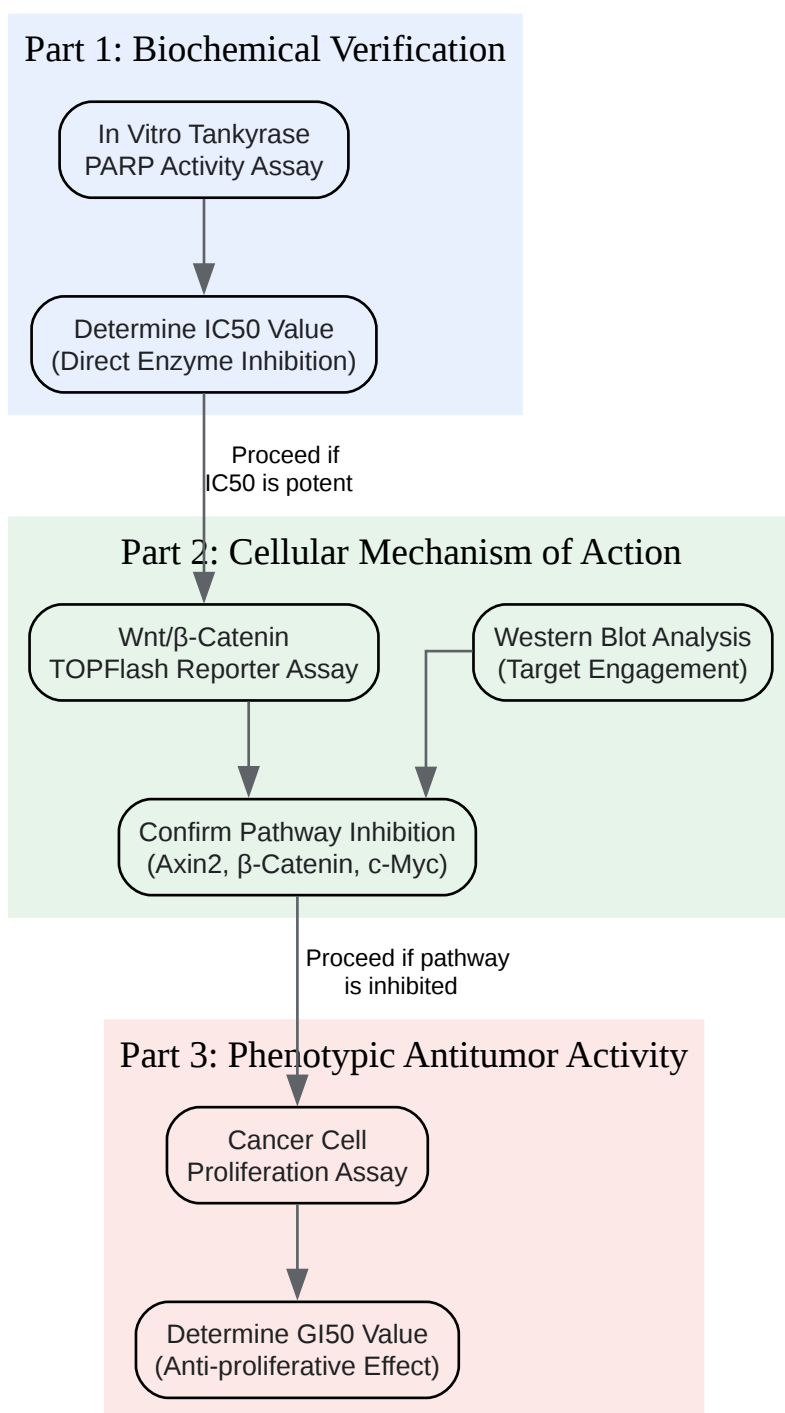 Part 1: Biochemical Verification
In Vitro Tankyrase
PARP Activity Assay
Determine IC50 Value
(Direct Enzyme Inhibition)
Proceed if
IC50 is potent
Part 2: Cellular Mechanism of Action
Wnt/β-Catenin
TOPFlash Reporter Assay
Western Blot Analysis
(Target Engagement)
Confirm Pathway Inhibition
(Axin2, β-Catenin, c-Myc)
Proceed if pathway
is inhibited
Part 3: Phenotypic Antitumor Activity
Cancer Cell
Proliferation Assay
Determine GI50 Value
(Anti-proliferative Effect)